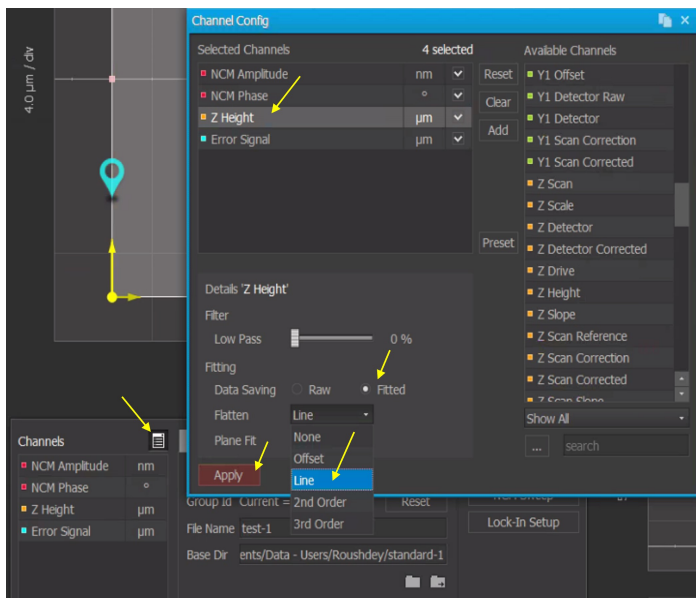 Channel Config
4.0 µm / div
Selected Channels 4 selected
NCM Amplitude nm
NCM Phase °
Z Height µm
Error Signal µm
Reset
Clear
Add
Preset
Available Channels
Y1 Offset
Y1 Detector Raw
Y1 Detector
Y1 Scan Correction
Y1 Scan Corrected
Z Scan
Z Scale
Z Detector
Z Detector Corrected
Z Drive
Z Height
Z Slope
Z Scan Reference
Z Scan Correction
Z Scan Corrected
Z Scan Slope
Show All
... search
Details 'Z Height'
Filter
Low Pass 0 %
Fitting
Data Saving Raw Fitted
Flatten Line
Plane Fit
None
Offset
Line
2nd Order
3rd Order
Apply
Channels
NCM Amplitude nm
NCM Phase °
Z Height µm
Error Signal µm
Group Id Current = Reset
File Name test-1
Base Dir ents/Data - Users/Roushdey/standard-1
Lock-In Setup